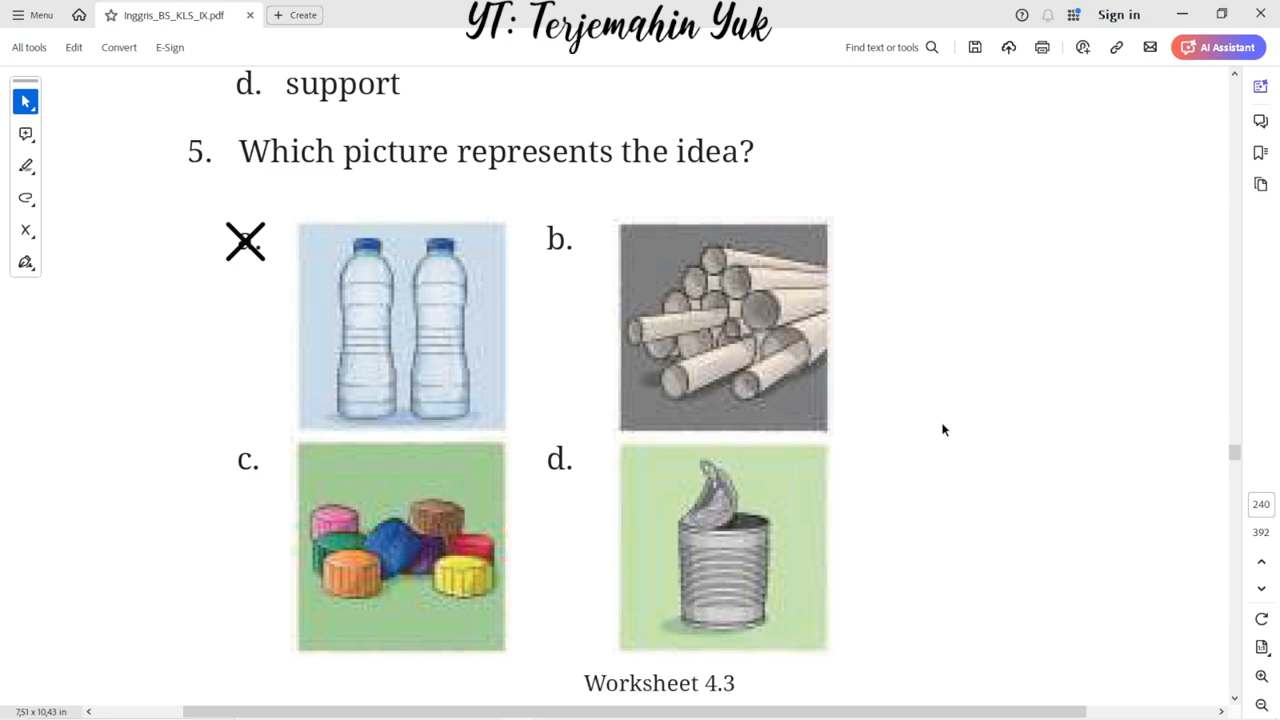 Menu
Inggris_BS_KLS_IX.pdf
Create
YT: Terjemahin Yuk
Sign in
All tools
Edit
Convert
E-Sign
Find text or tools
AI Assistant
d. support
5. Which picture represents the idea?
b.
c.
d.
Worksheet 4.3
240
392
7,51 x 10,43 in